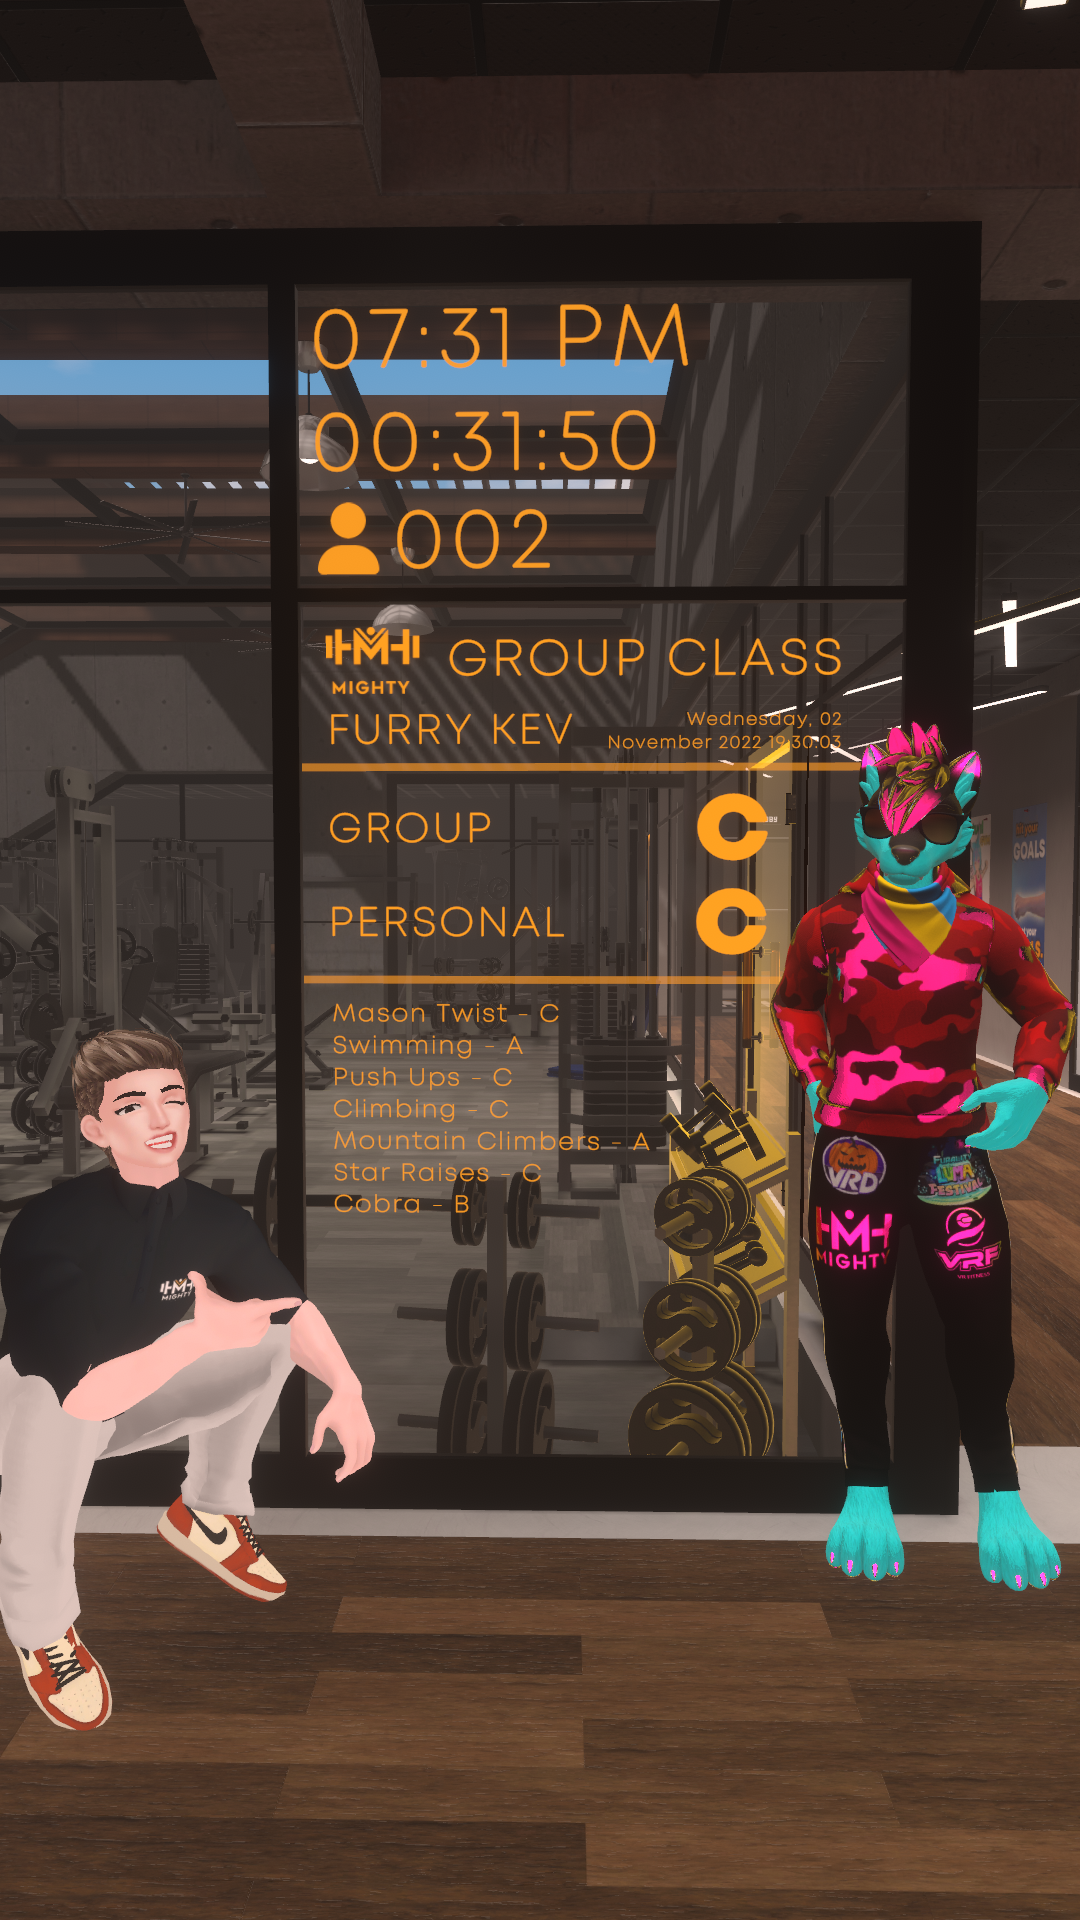 07:31 PM
00:31:50
002
MIGHTY
GROUP CLASS
FURRY KEV
Wednesday, 02
November 2022 19:30:03
GROUP C
PERSONAL C
Mason Twist - C
Swimming - A
Push Ups - C
Climbing - C
Mountain Climbers - A
Star Raises - C
Cobra - B
GOALS
your
MIGHTY
VRD
FURALITY
LUMA
FESTIVAL
MIGHTY
VRF
VR FITNESS